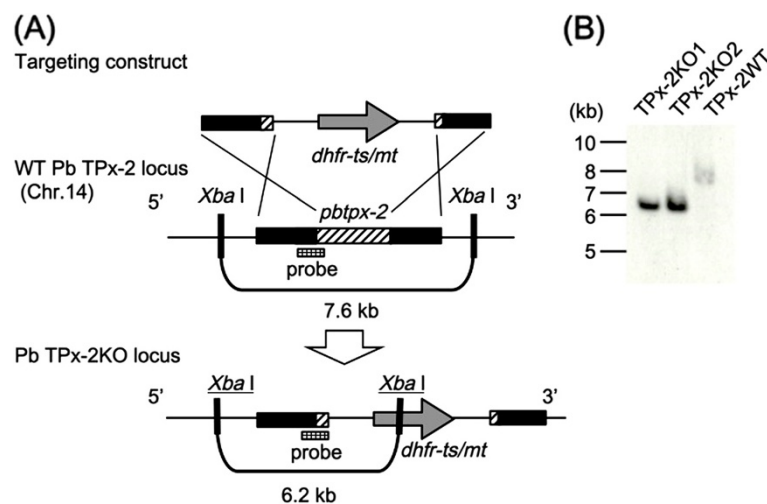 (A)
Targeting construct
dhfr-ts/mt
WT Pb TPx-2 locus
(Chr.14)
5’
Xba I
pbtpx-2
Xba I
3’
probe
7.6 kb
Pb TPx-2KO locus
5’
Xba I
Xba I
3’
probe
dhfr-ts/mt
6.2 kb
(B)
TPx-2KO1
TPx-2KO2
TPx-2WT
(kb)
10
8
7
6
5